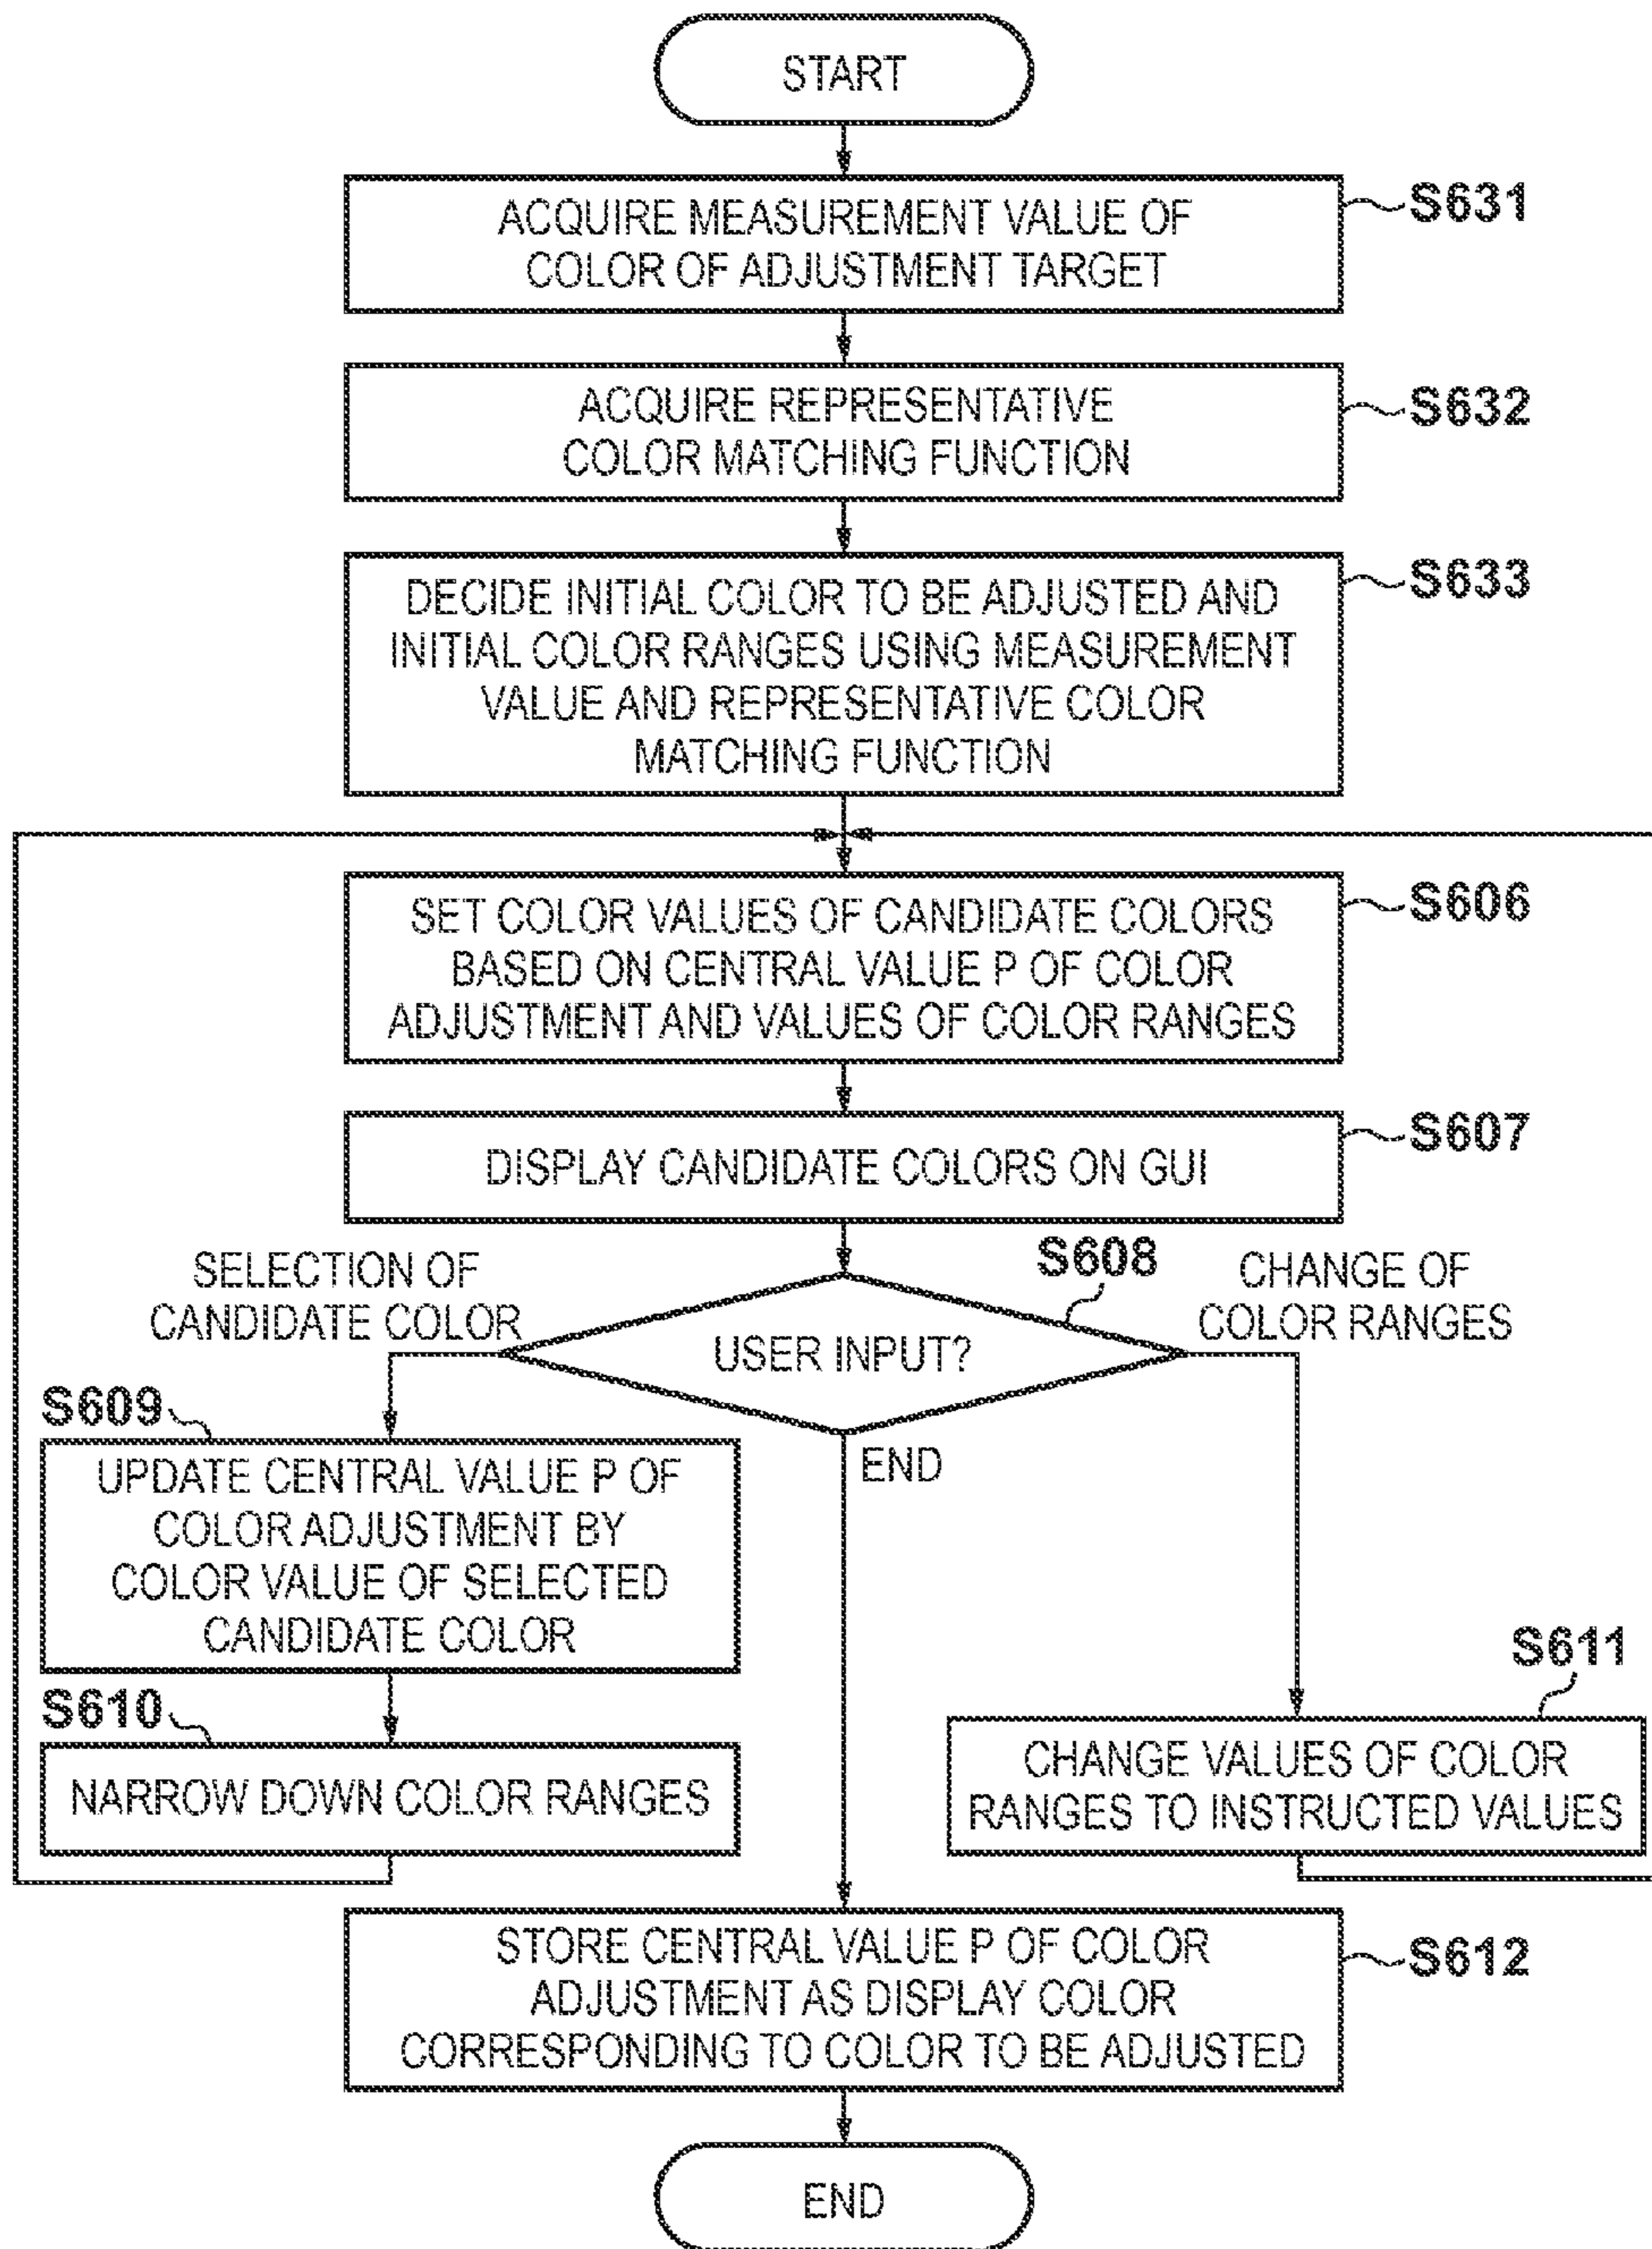 START
ACQUIRE MEASUREMENT VALUE OF
COLOR OF ADJUSTMENT TARGET
S631
ACQUIRE REPRESENTATIVE
COLOR MATCHING FUNCTION
S632
DECIDE INITIAL COLOR TO BE ADJUSTED AND
INITIAL COLOR RANGES USING MEASUREMENT
VALUE AND REPRESENTATIVE COLOR
MATCHING FUNCTION
S633
SET COLOR VALUES OF CANDIDATE COLORS
BASED ON CENTRAL VALUE P OF COLOR
ADJUSTMENT AND VALUES OF COLOR RANGES
S606
DISPLAY CANDIDATE COLORS ON GUI
S607
SELECTION OF
CANDIDATE COLOR
S608
USER INPUT?
CHANGE OF
COLOR RANGES
END
S609
UPDATE CENTRAL VALUE P OF
COLOR ADJUSTMENT BY
COLOR VALUE OF SELECTED
CANDIDATE COLOR
S610
NARROW DOWN COLOR RANGES
S611
CHANGE VALUES OF COLOR
RANGES TO INSTRUCTED VALUES
STORE CENTRAL VALUE P OF COLOR
ADJUSTMENT AS DISPLAY COLOR
CORRESPONDING TO COLOR TO BE ADJUSTED
S612
END